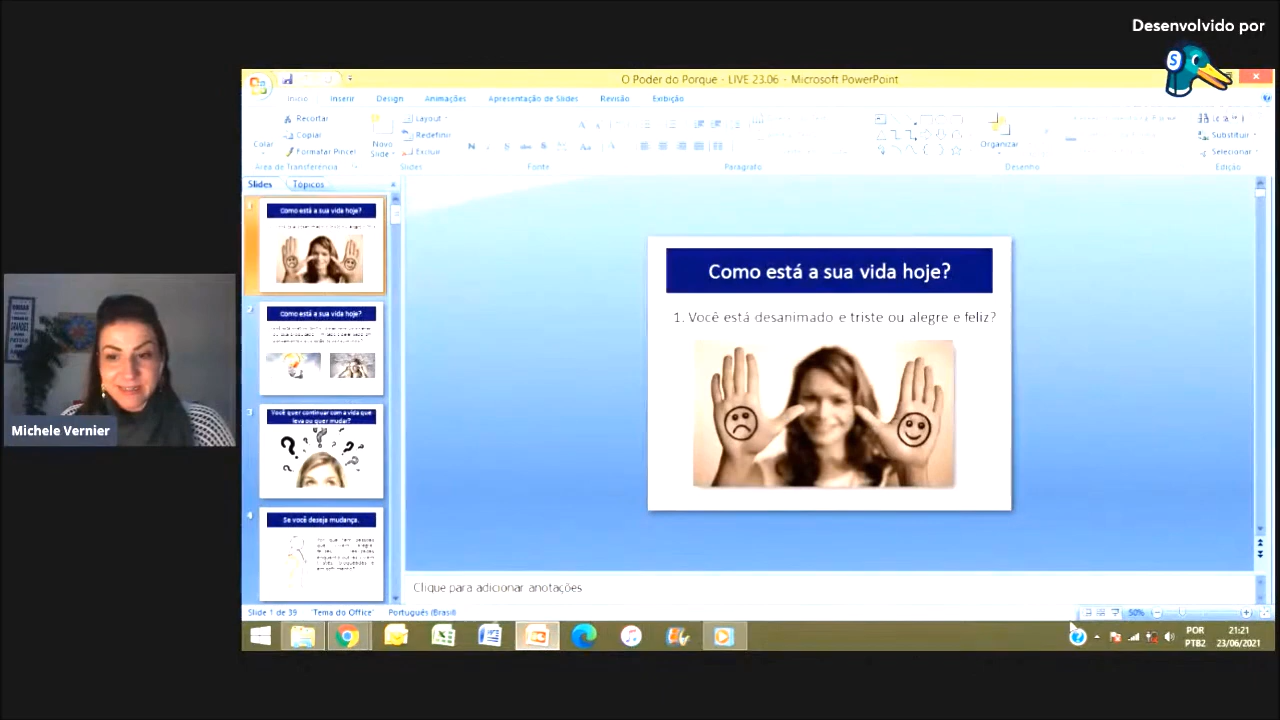 Desenvolvido por
S
O Poder do Porque - LIVE 23.06 - Microsoft PowerPoint
Início Inserir Design Animações Apresentação de Slides Revisão Exibição
Recortar
Copiar
Formatar Pincel
Colar
Área de Transferência
Novo Slide
Layout
Redefinir
Excluir
Slides
Fonte
Parágrafo
Organizar
Desenho
Substituir
Selecionar
Edição
Slides Tópicos
1
Como está a sua vida hoje?
2
Como está a sua vida hoje?
3
Você quer continuar com a vida que
leva ou quer mudar?
4
Se você deseja mudança.
Como está a sua vida hoje?
1. Você está desanimado e triste ou alegre e feliz?
Michele Vernier
Clique para adicionar anotações
Slide 1 de 39 "Tema do Office" Português (Brasil)
50%
POR
PTB2
21:21
23/06/2021